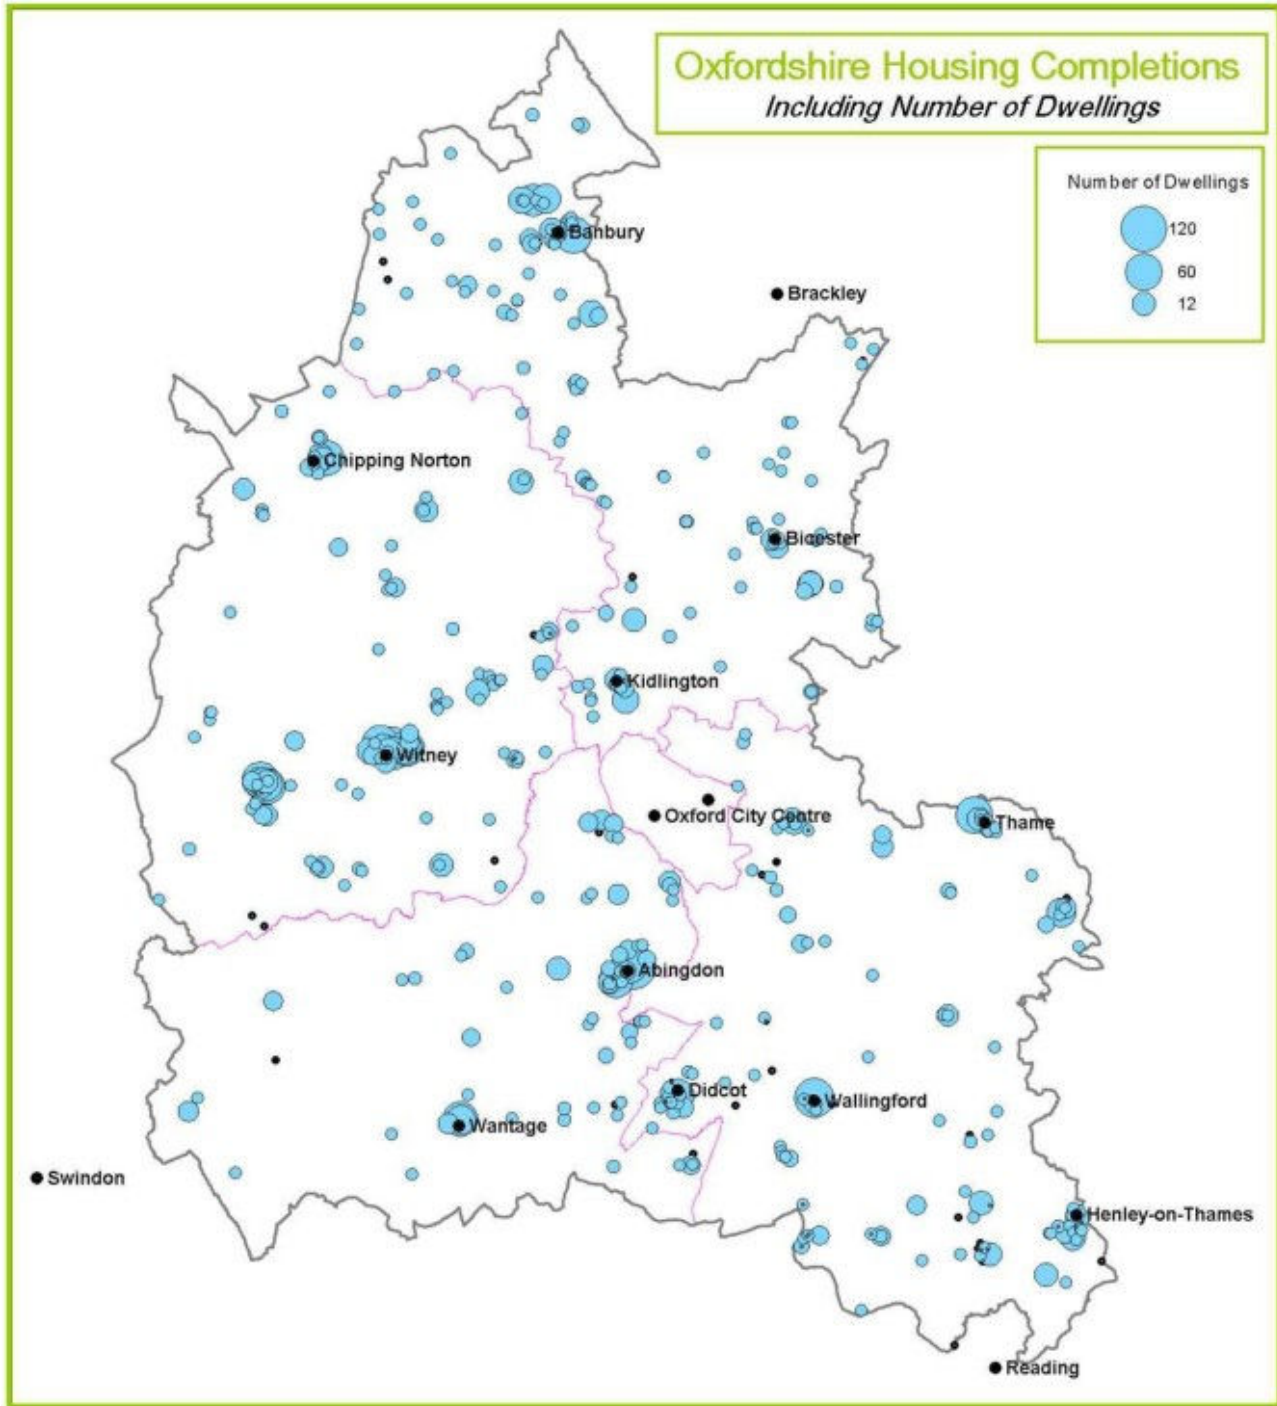 Oxfordshire Housing Completions
Including Number of Dwellings
Number of Dwellings
120
60
12
Banbury
Brackley
Chipping Norton
Bicester
Kidlington
Witney
Oxford City Centre
Thame
Abingdon
Didcot
Wallingford
Wantage
Swindon
Henley-on-Thames
Reading